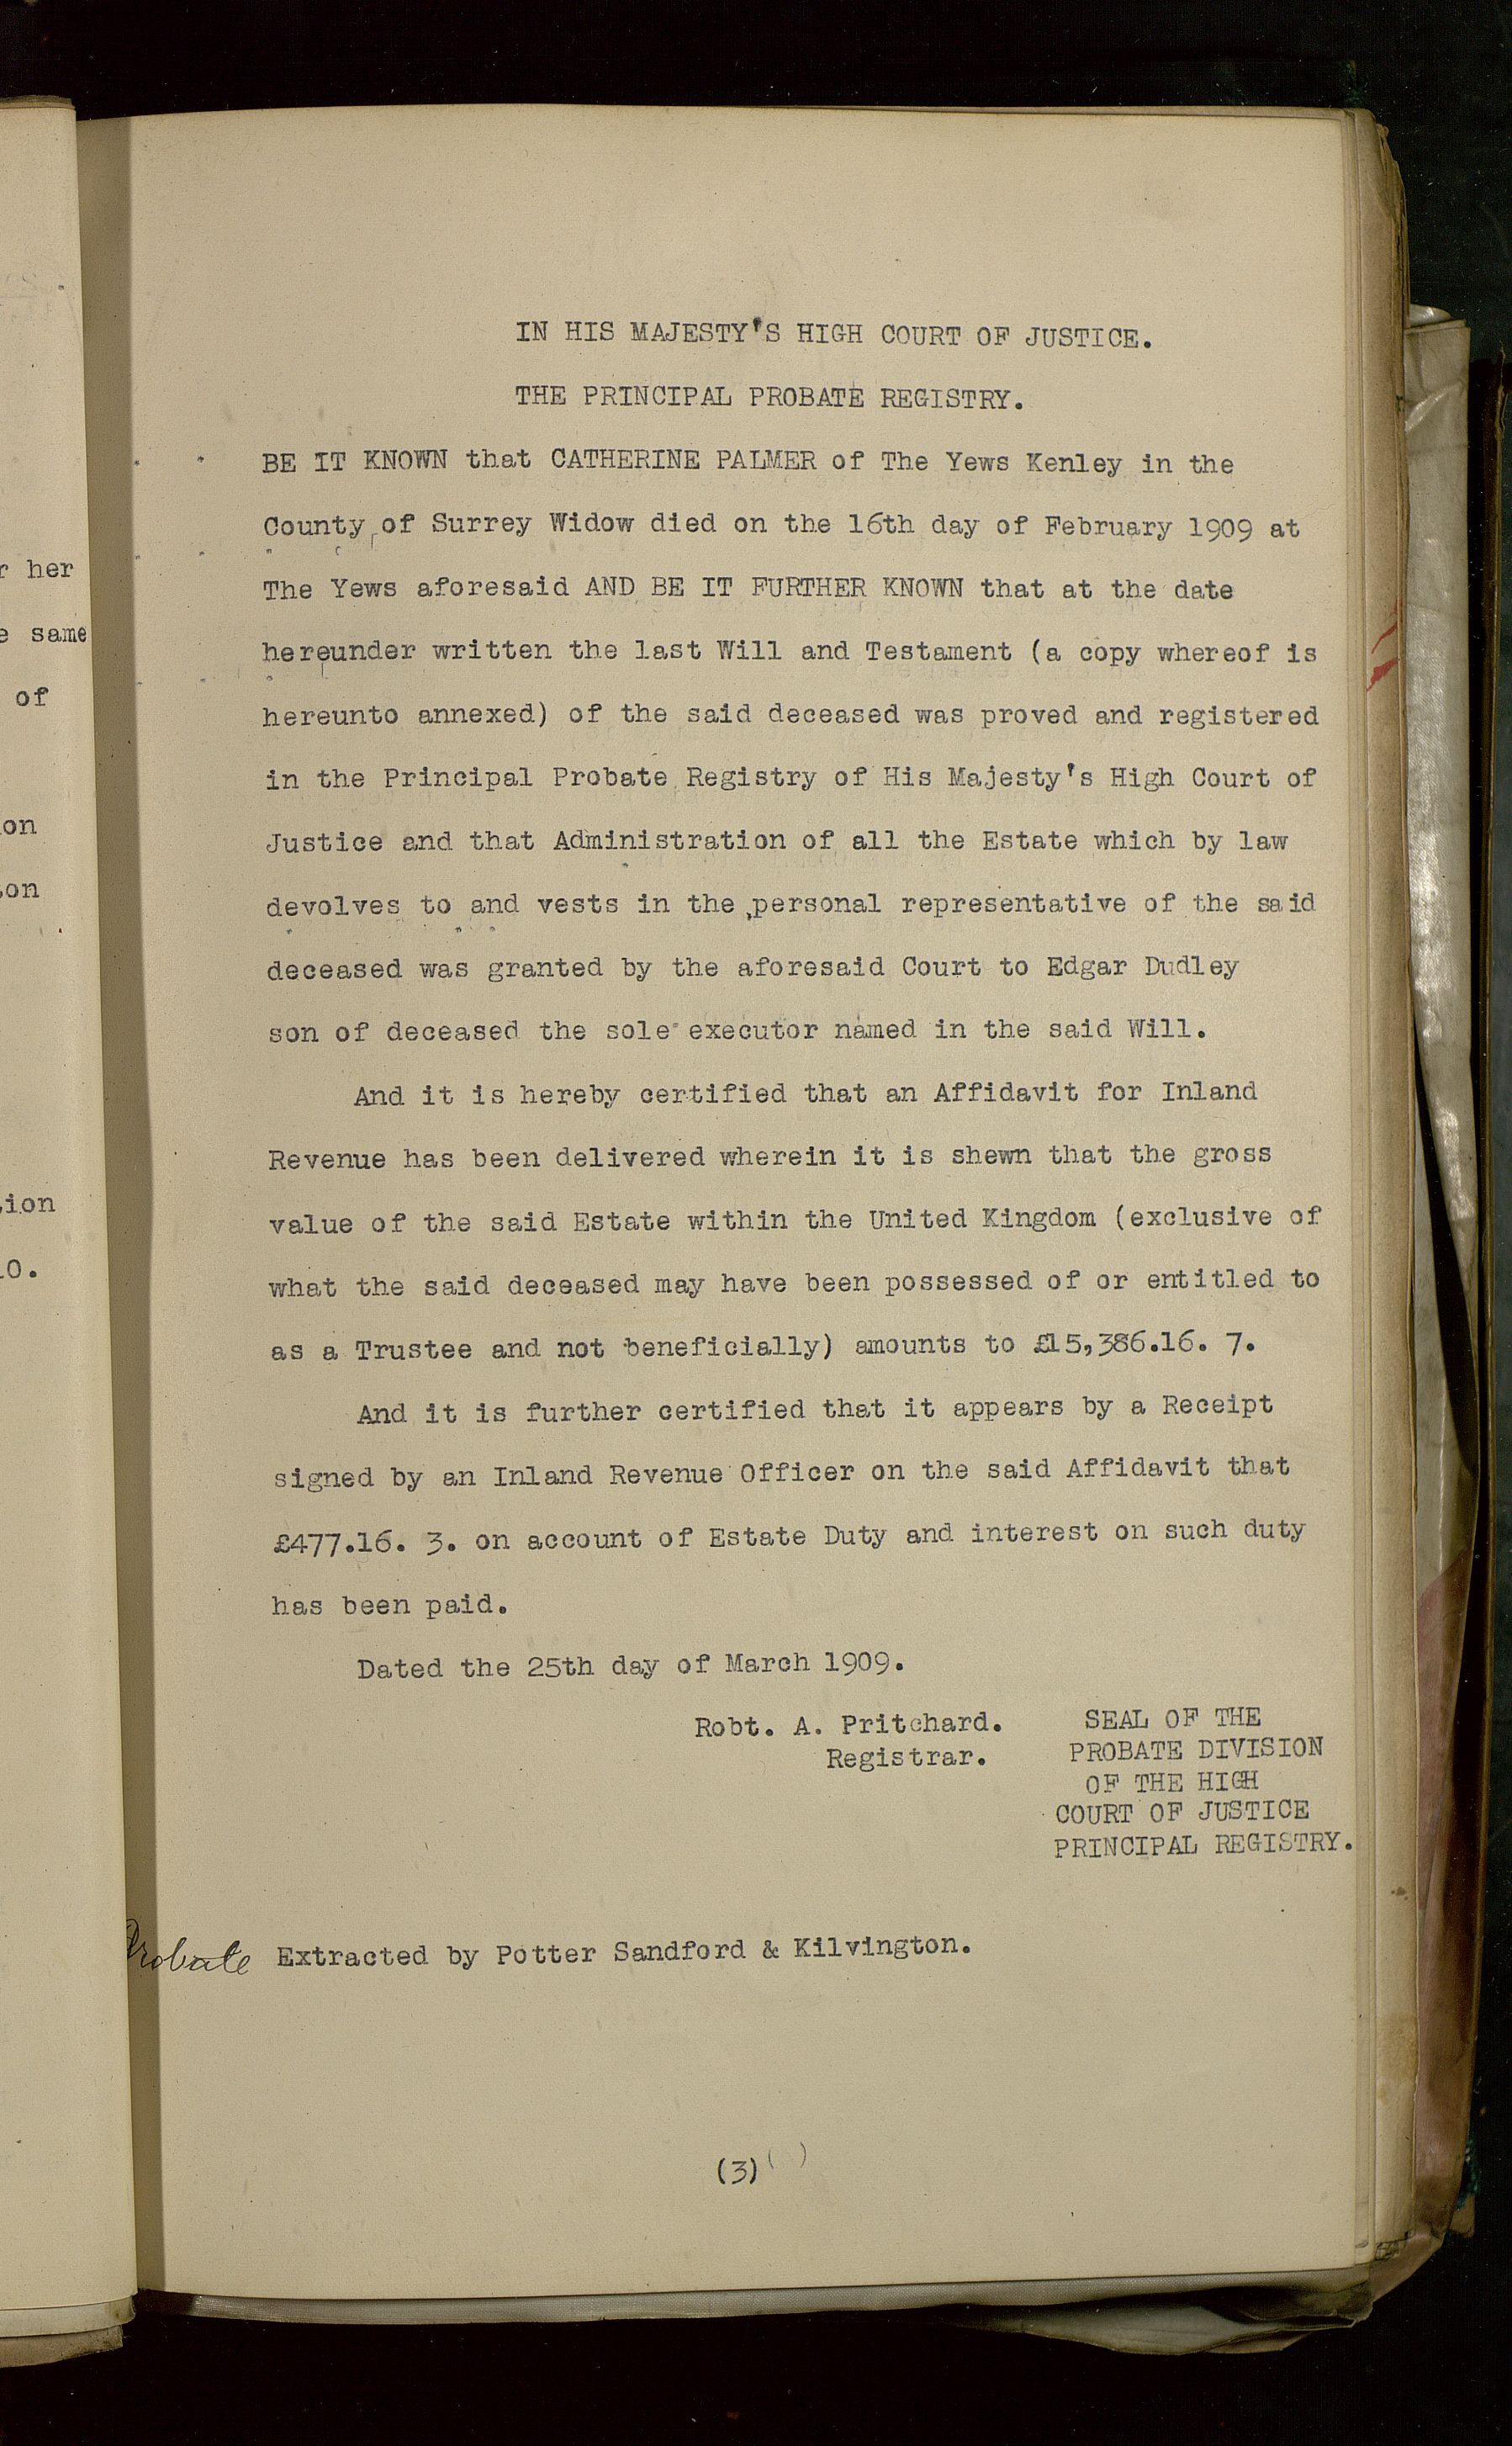 r her
e same
of
on
on
ion
0.
IN HIS MAJESTY'S HIGH COURT OF JUSTICE.
THE PRINCIPAL PROBATE REGISTRY.
BE IT KNOWN that CATHERINE PALMER of The Yews Kenley in the
County of Surrey Widow died on the 16th day of February 1909 at
The Yews aforesaid AND BE IT FURTHER KNOWN that at the date
hereunder written the last Will and Testament (a copy whereof is
hereunto annexed) of the said deceased was proved and registered
in the Principal Probate Registry of His Majesty's High Court of
Justice and that Administration of all the Estate which by law
devolves to and vests in the personal representative of the said
deceased was granted by the aforesaid Court to Edgar Dudley
son of deceased the sole executor named in the said Will.
And it is hereby certified that an Affidavit for Inland
Revenue has been delivered wherein it is shewn that the gross
value of the said Estate within the United Kingdom (exclusive of
what the said deceased may have been possessed of or entitled to
as a Trustee and not beneficially) amounts to £15,386.16. 7.
And it is further certified that it appears by a Receipt
signed by an Inland Revenue Officer on the said Affidavit that
£477.16. 3. on account of Estate Duty and interest on such duty
has been paid.
Dated the 25th day of March 1909.
Robt. A. Pritchard.
Registrar.
SEAL OF THE
PROBATE DIVISION
OF THE HIGH
COURT OF JUSTICE
PRINCIPAL REGISTRY.
Probate Extracted by Potter Sandford & Kilvington.
(3) ( )